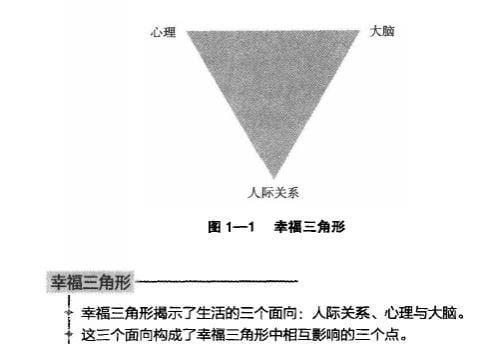 心理
大脑
人际关系
图 1—1 幸福三角形
幸福三角形
幸福三角形揭示了生活的三个面向：人际关系、心理与大脑。
这三个面向构成了幸福三角形中相互影响的三个点。